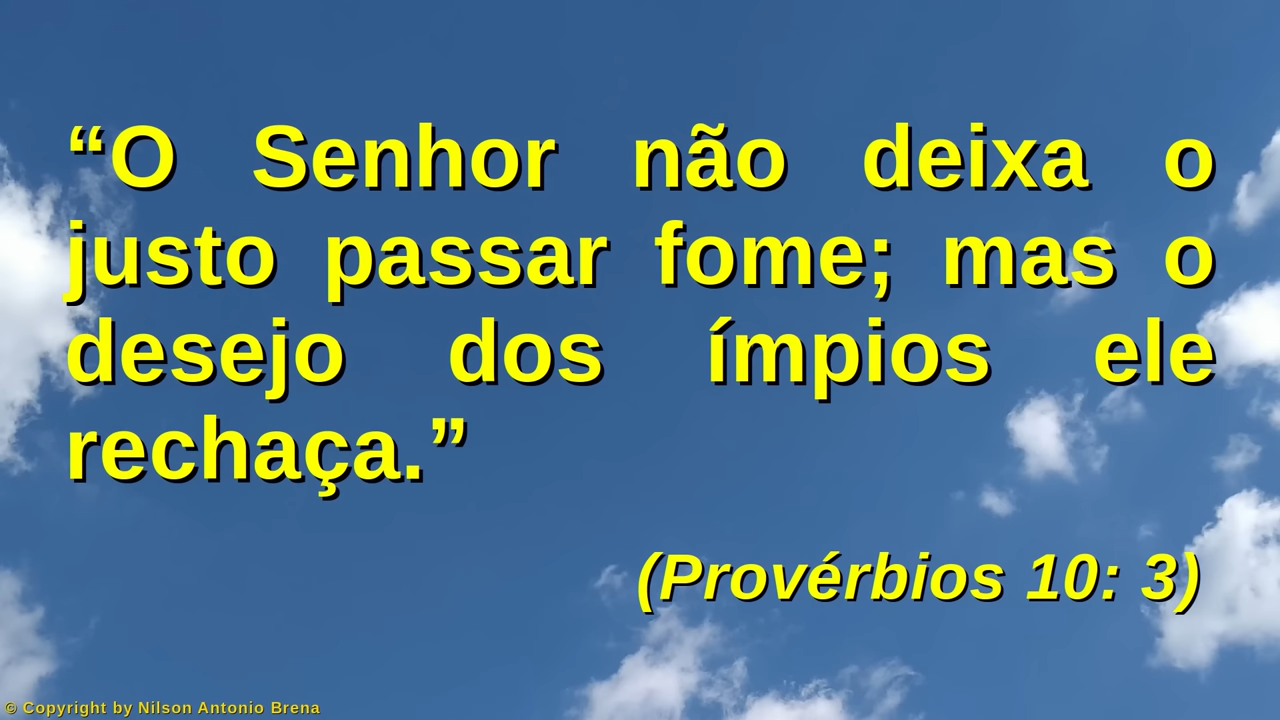 “O Senhor não deixa o
justo passar fome; mas o
desejo dos ímpios ele
rechaça.”
(Provérbios 10: 3)
© Copyright by Nilson Antonio Brena